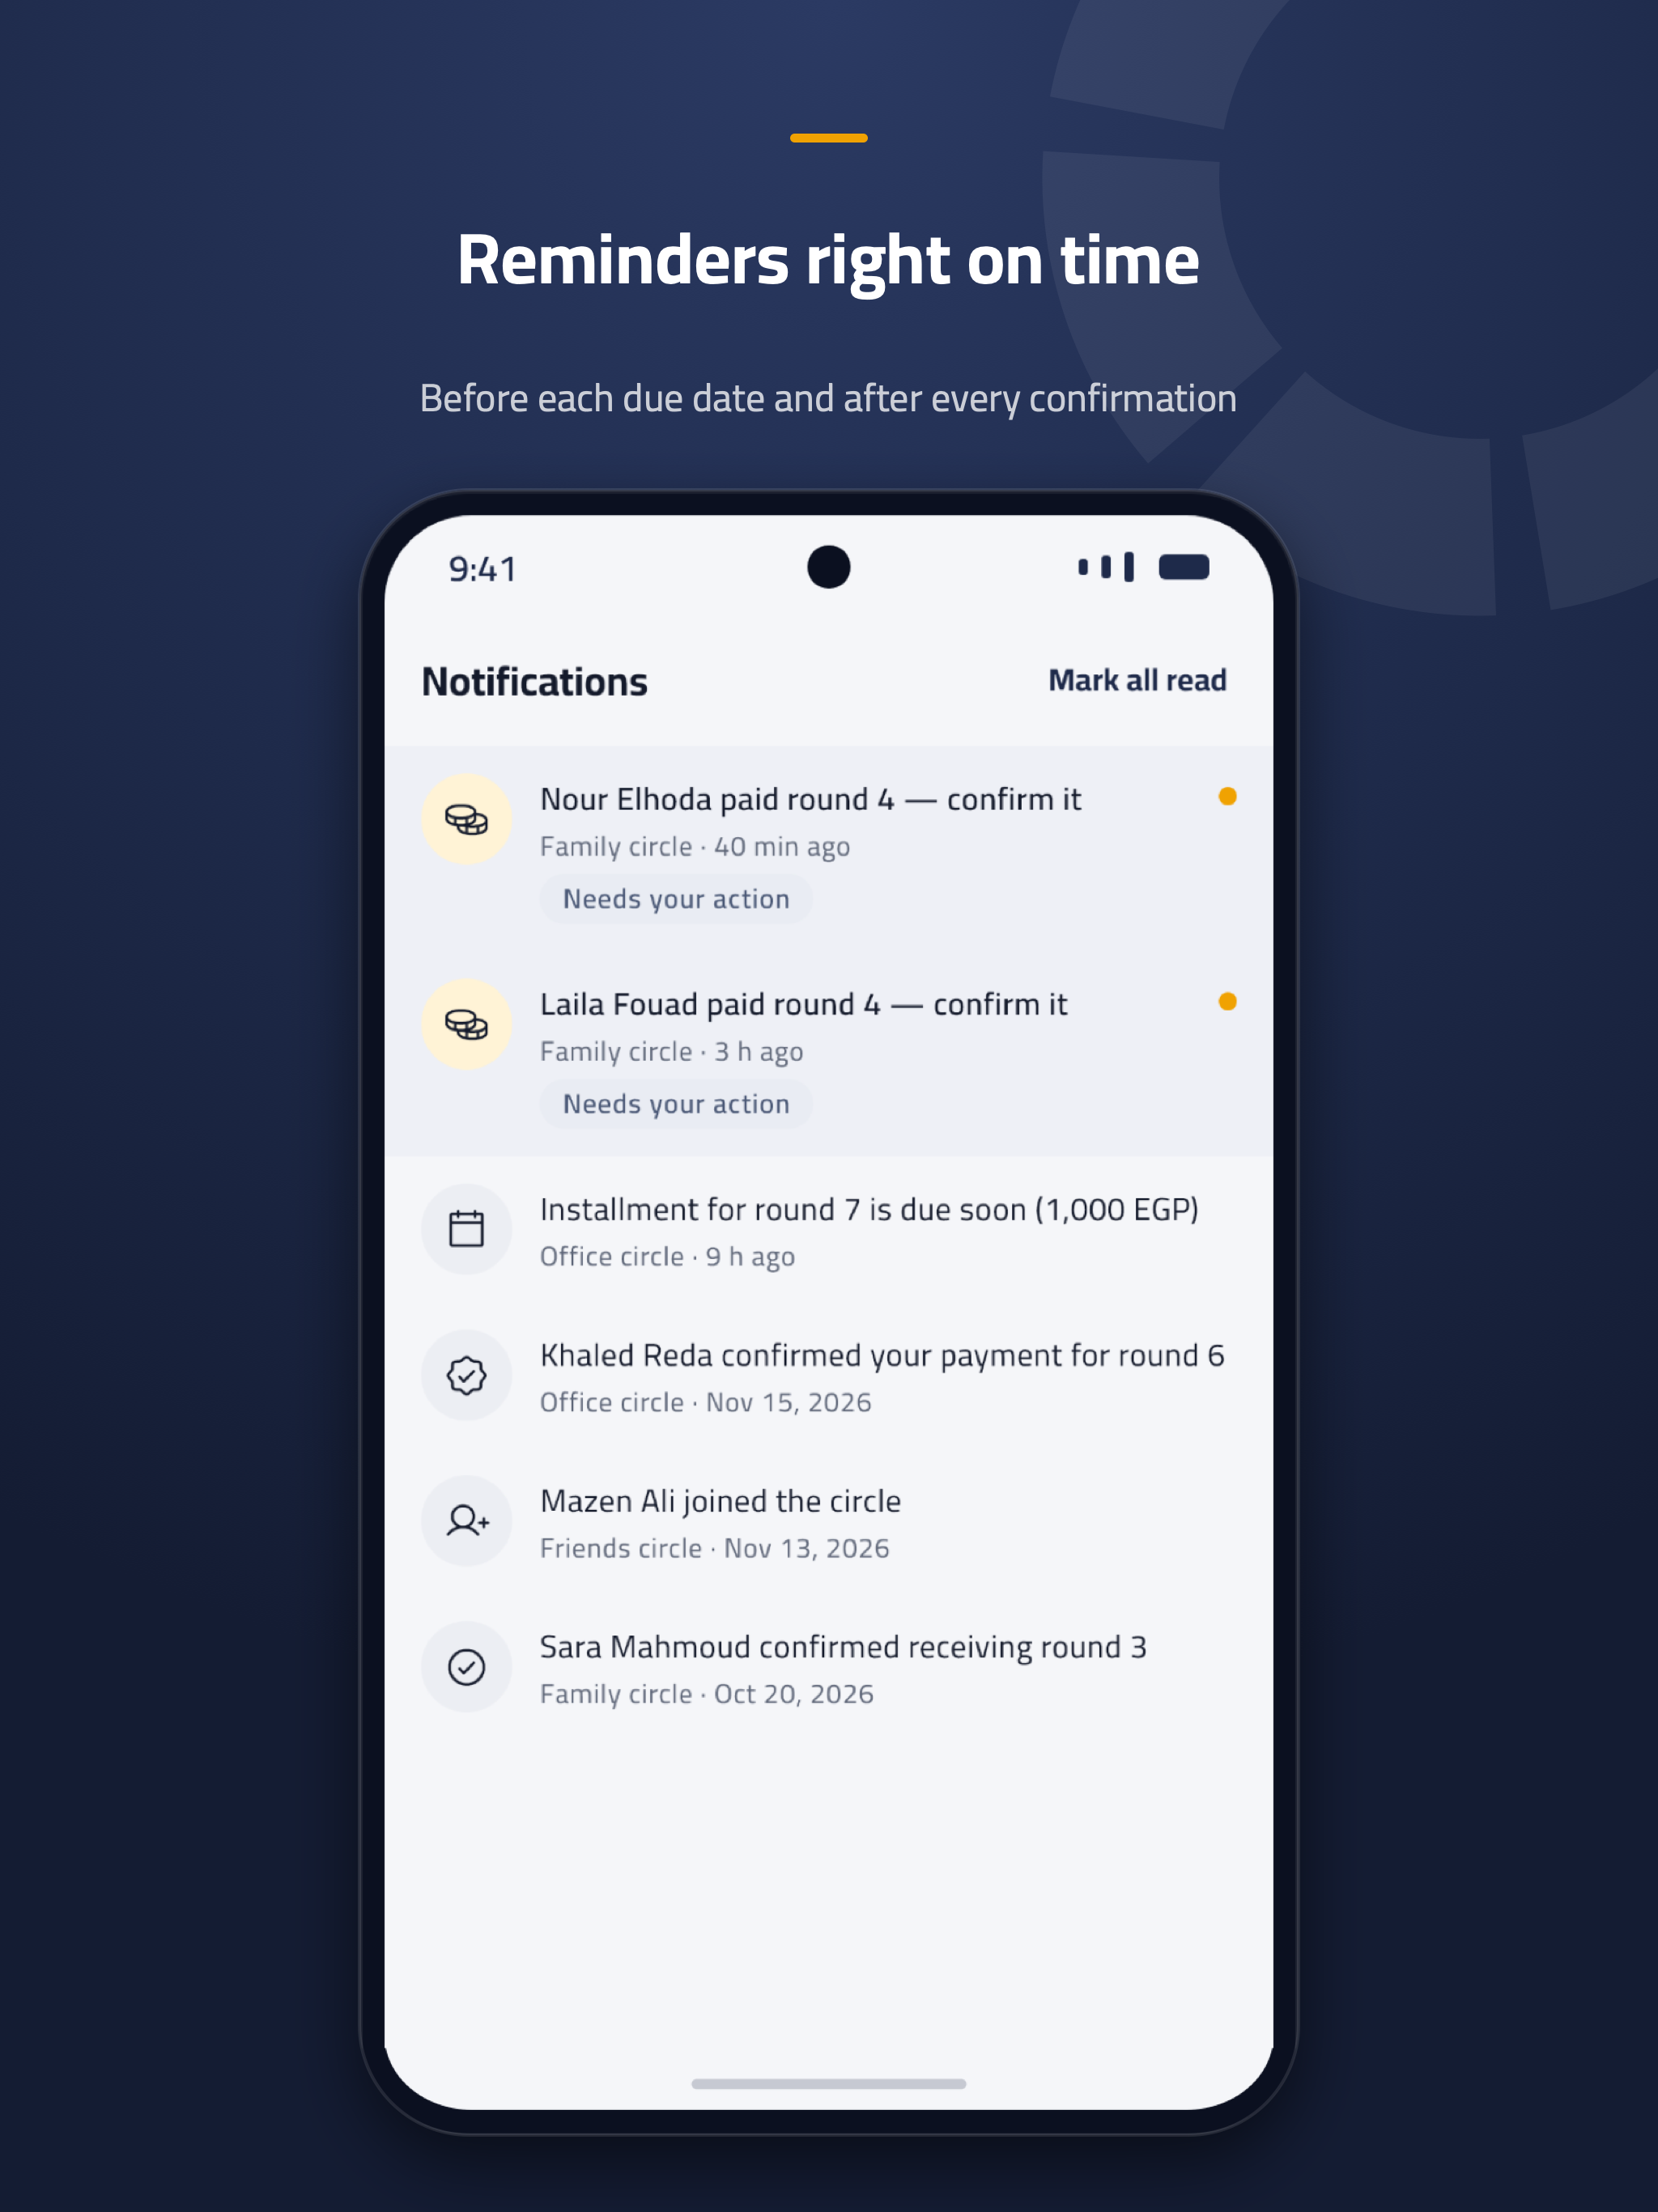 Reminders right on time
Before each due date and after every confirmation
9:41
Notifications
Mark all read
Nour Elhoda paid round 4 — confirm it
Family circle · 40 min ago
Needs your action
Laila Fouad paid round 4 — confirm it
Family circle · 3 h ago
Needs your action
Installment for round 7 is due soon (1,000 EGP)
Office circle · 9 h ago
Khaled Reda confirmed your payment for round 6
Office circle · Nov 15, 2026
Mazen Ali joined the circle
Friends circle · Nov 13, 2026
Sara Mahmoud confirmed receiving round 3
Family circle · Oct 20, 2026